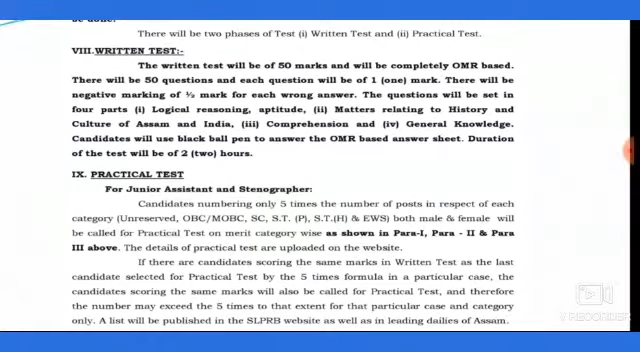 be done.
There will be two phases of Test (i) Written Test and (ii) Practical Test.
VIII. WRITTEN TEST:-
The written test will be of 50 marks and will be completely OMR based.
There will be 50 questions and each question will be of 1 (one) mark. There will be
negative marking of ½ mark for each wrong answer. The questions will be set in
four parts (i) Logical reasoning, aptitude, (ii) Matters relating to History and
Culture of Assam and India, (iii) Comprehension and (iv) General Knowledge.
Candidates will use black ball pen to answer the OMR based answer sheet. Duration
of the test will be of 2 (two) hours.
IX. PRACTICAL TEST
For Junior Assistant and Stenographer:
Candidates numbering only 5 times the number of posts in respect of each
category (Unreserved, OBC/MOBC, SC, S.T. (P), S.T.(H) & EWS) both male & female will
be called for Practical Test on merit category wise as shown in Para-I, Para - II & Para
III above. The details of practical test are uploaded on the website.
If there are candidates scoring the same marks in Written Test as the last
candidate selected for Practical Test by the 5 times formula in a particular case, the
candidates scoring the same marks will also be called for Practical Test, and therefore
the number may exceed the 5 times to that extent for that particular case and category
only. A list will be published in the SLPRB website as well as in leading dailies of Assam.
V RECORDER